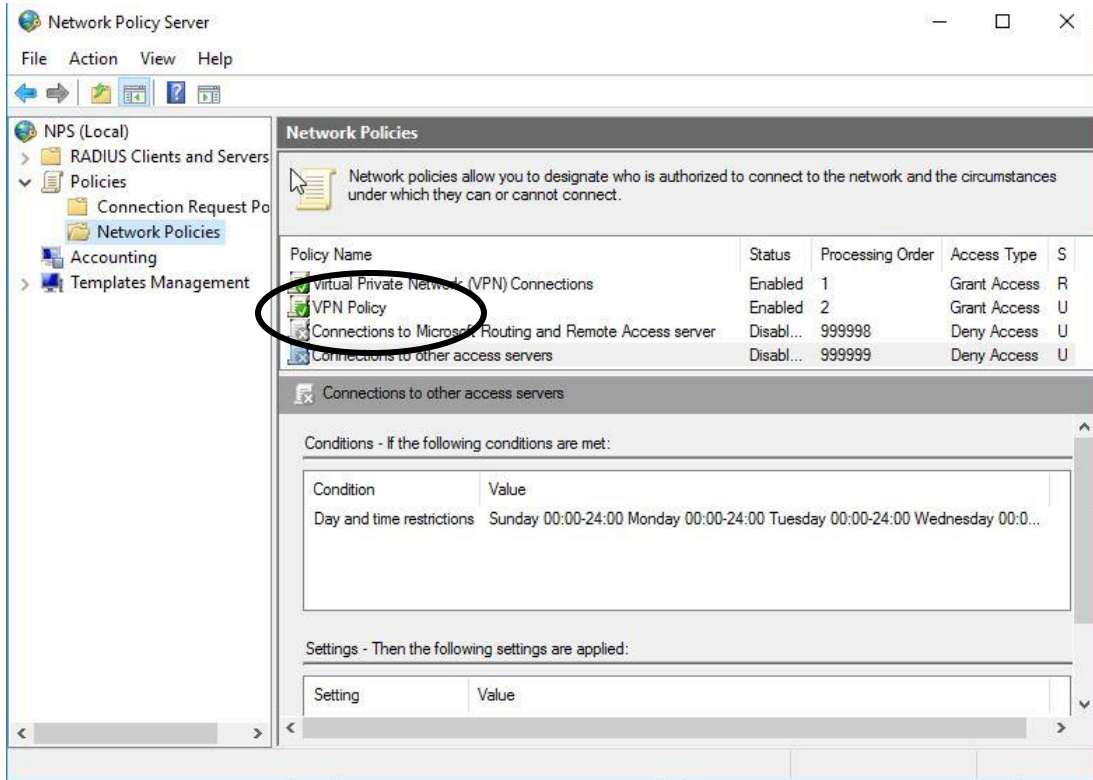 Network Policy Server
File Action View Help
NPS (Local)
RADIUS Clients and Servers
Policies
Connection Request Po
Network Policies
Accounting
Templates Management
Network Policies
Network policies allow you to designate who is authorized to connect to the network and the circumstances
under which they can or cannot connect.
Policy Name Status Processing Order Access Type S
Virtual Private Network (VPN) Connections Enabled 1 Grant Access R
VPN Policy Enabled 2 Grant Access U
Connections to Microsoft Routing and Remote Access server Disabl... 999998 Deny Access U
Connections to other access servers Disabl... 999999 Deny Access U
Connections to other access servers
Conditions - If the following conditions are met:
Condition Value
Day and time restrictions Sunday 00:00-24:00 Monday 00:00-24:00 Tuesday 00:00-24:00 Wednesday 00:0...
Settings - Then the following settings are applied:
Setting Value